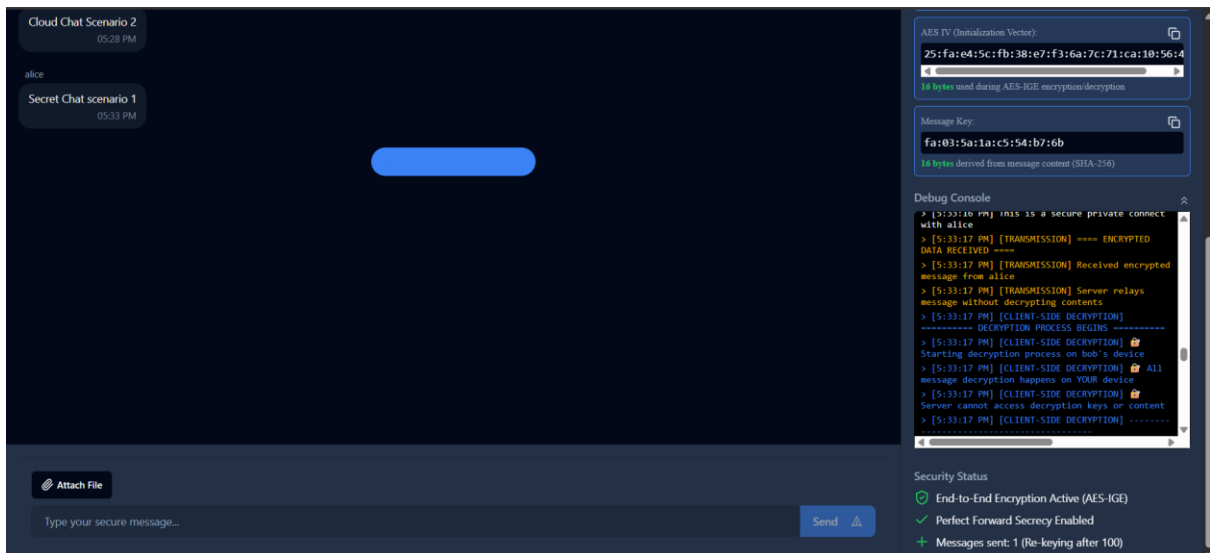 Cloud Chat Scenario 2
05:28 PM
alice
Secret Chat scenario 1
05:33 PM
Attach File
Type your secure message...
Send
AES IV (Initialization Vector):
25:fa:e4:5c:fb:38:e7:f3:6a:7c:71:ca:10:56:4
16 bytes used during AES-IGE encryption/decryption
Message Key:
fa:03:5a:1a:c5:54:b7:6b
16 bytes derived from message content (SHA-256)
Debug Console
> [5:33:16 PM] This is a secure private connect
with alice
> [5:33:17 PM] [TRANSMISSION] ==== ENCRYPTED
DATA RECEIVED ====
> [5:33:17 PM] [TRANSMISSION] Received encrypted
message from alice
> [5:33:17 PM] [TRANSMISSION] Server relays
message without decrypting contents
> [5:33:17 PM] [CLIENT-SIDE DECRYPTION]
========== DECRYPTION PROCESS BEGINS ==========
> [5:33:17 PM] [CLIENT-SIDE DECRYPTION] 🔐
Starting decryption process on bob's device
> [5:33:17 PM] [CLIENT-SIDE DECRYPTION] 🔐 All
message decryption happens on YOUR device
> [5:33:17 PM] [CLIENT-SIDE DECRYPTION] 🔐
Server cannot access decryption keys or content
> [5:33:17 PM] [CLIENT-SIDE DECRYPTION] --------
---------------------------------
Security Status
End-to-End Encryption Active (AES-IGE)
Perfect Forward Secrecy Enabled
Messages sent: 1 (Re-keying after 100)